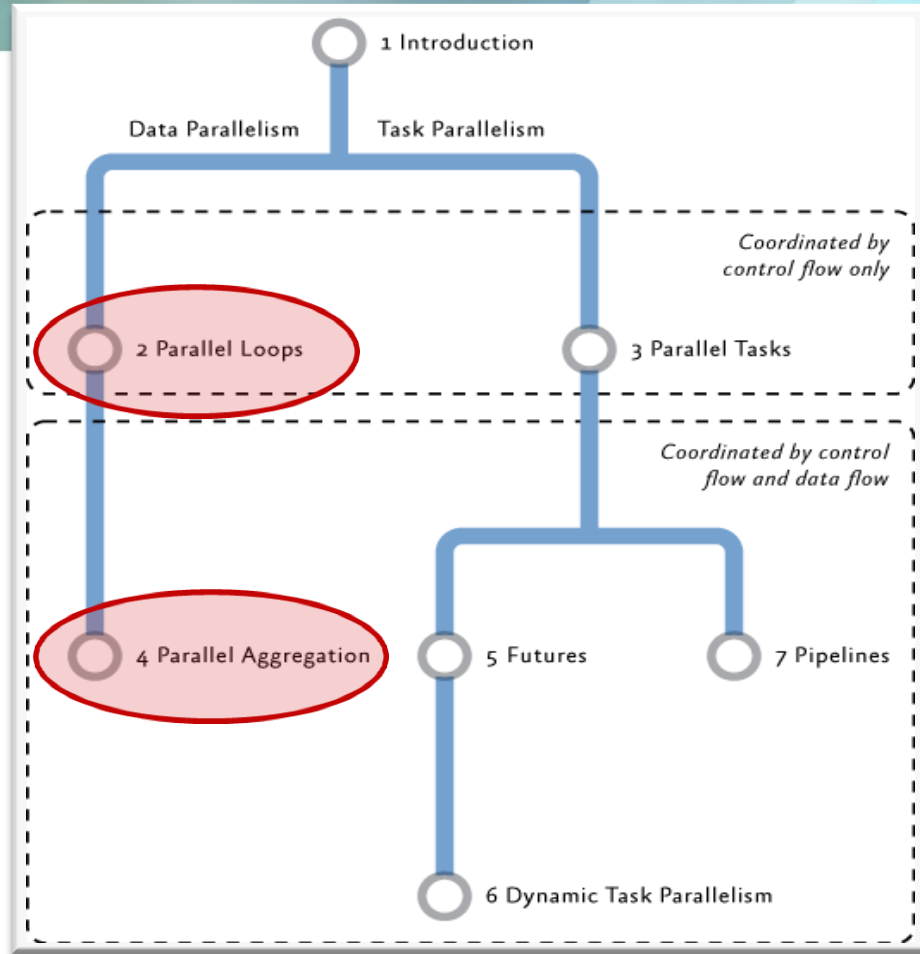 1 Introduction
Data Parallelism
Task Parallelism
Coordinated by
control flow only
2 Parallel Loops
3 Parallel Tasks
Coordinated by control
flow and data flow
4 Parallel Aggregation
5 Futures
7 Pipelines
6 Dynamic Task Parallelism